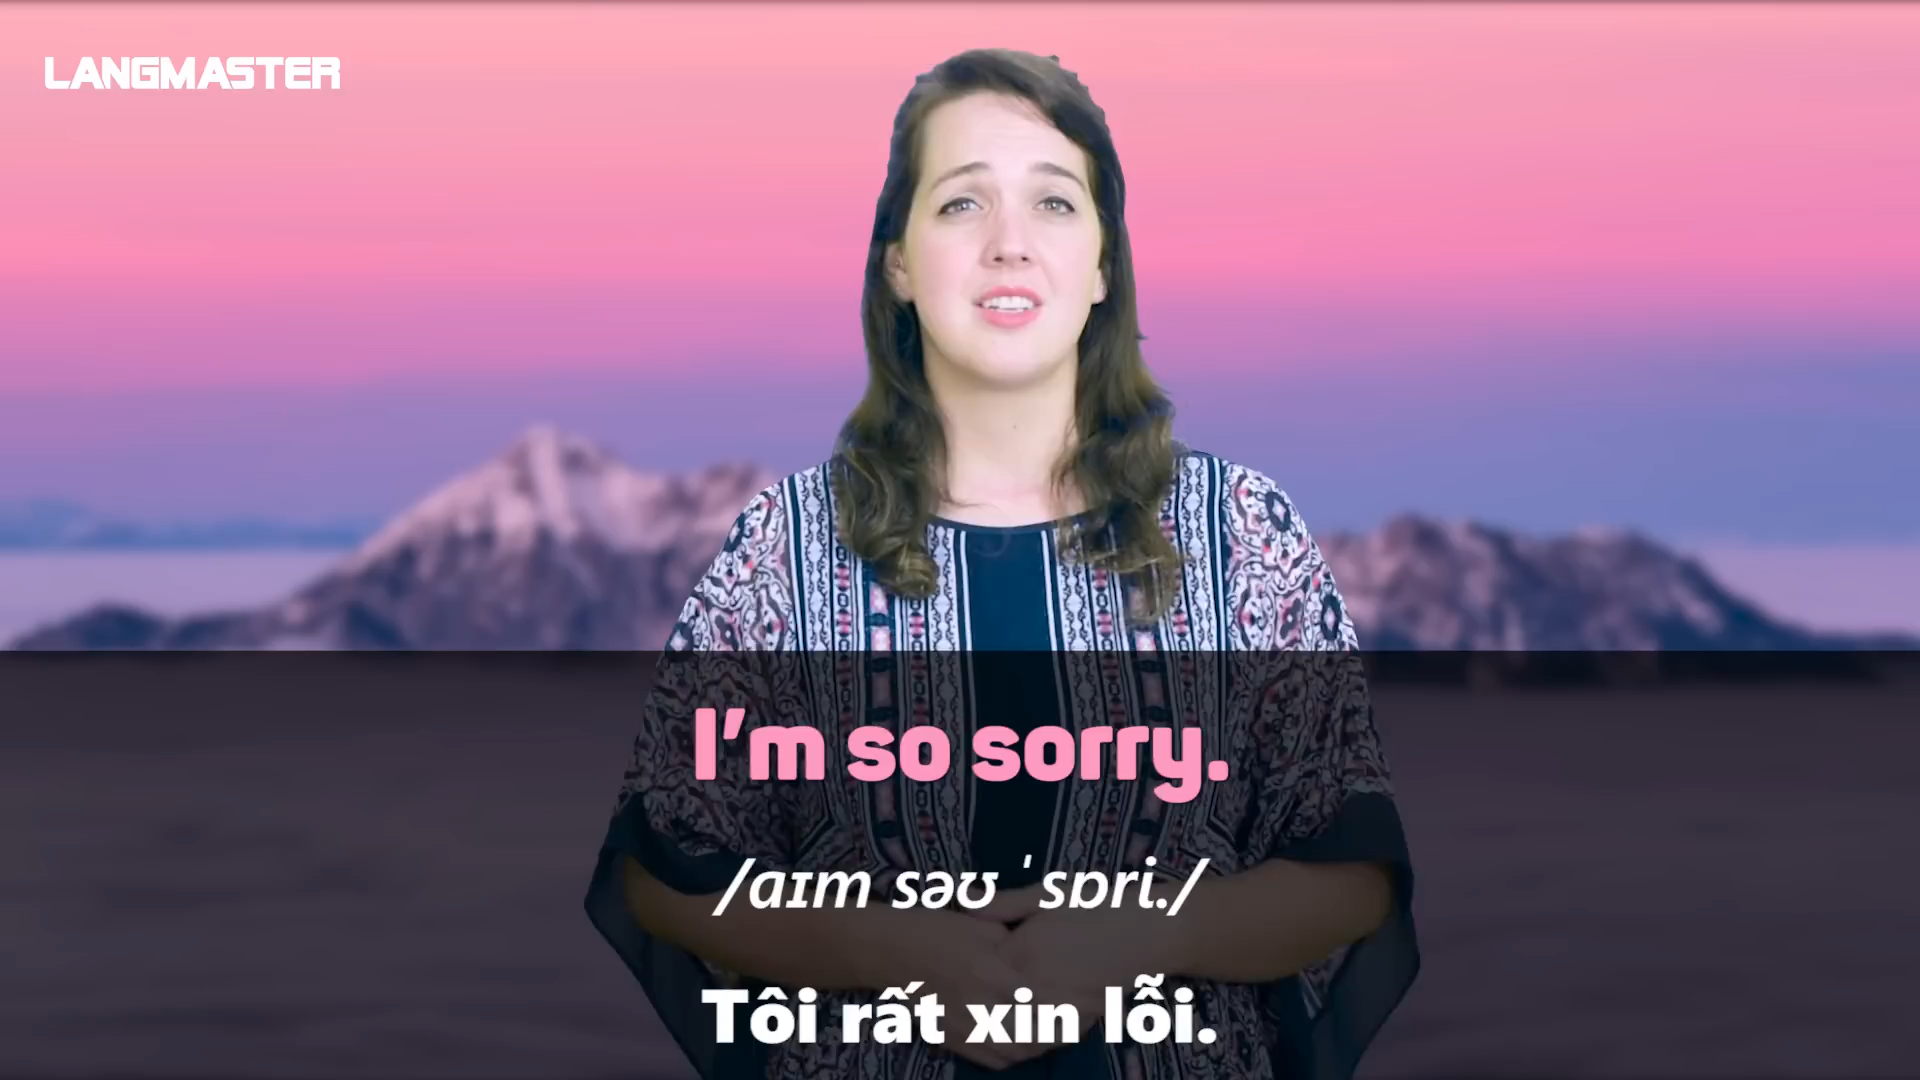 LANGMASTER
I'm so sorry.
/aɪm səʊ ˈsɒri./
Tôi rất xin lỗi.